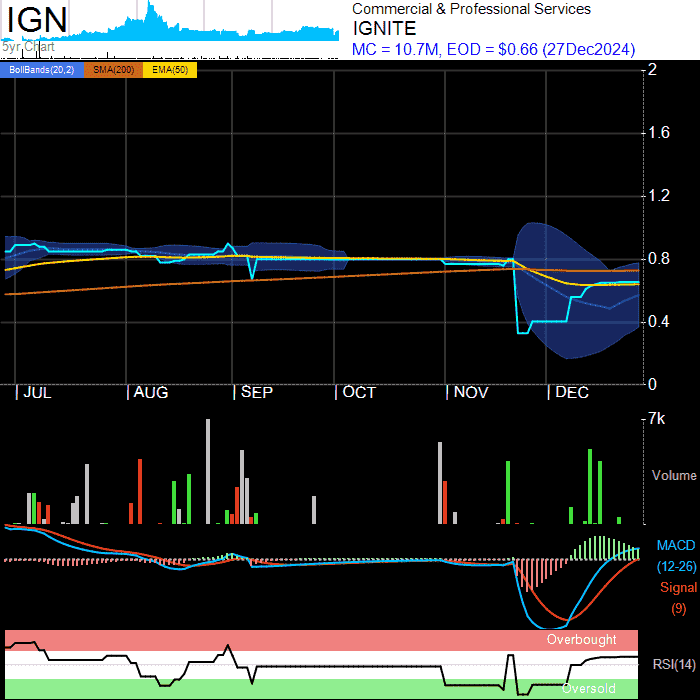 IGN
5yr Chart
Commercial & Professional Services
IGNITE
MC = 10.7M, EOD = $0.66 (27Dec2024)
BollBands(20,2) SMA(200) EMA(50)
2
1.6
1.2
0.8
0.4
0
JUL AUG SEP OCT NOV DEC
7k
Volume
MACD
(12-26)
Signal
(9)
Overbought
RSI(14)
Oversold